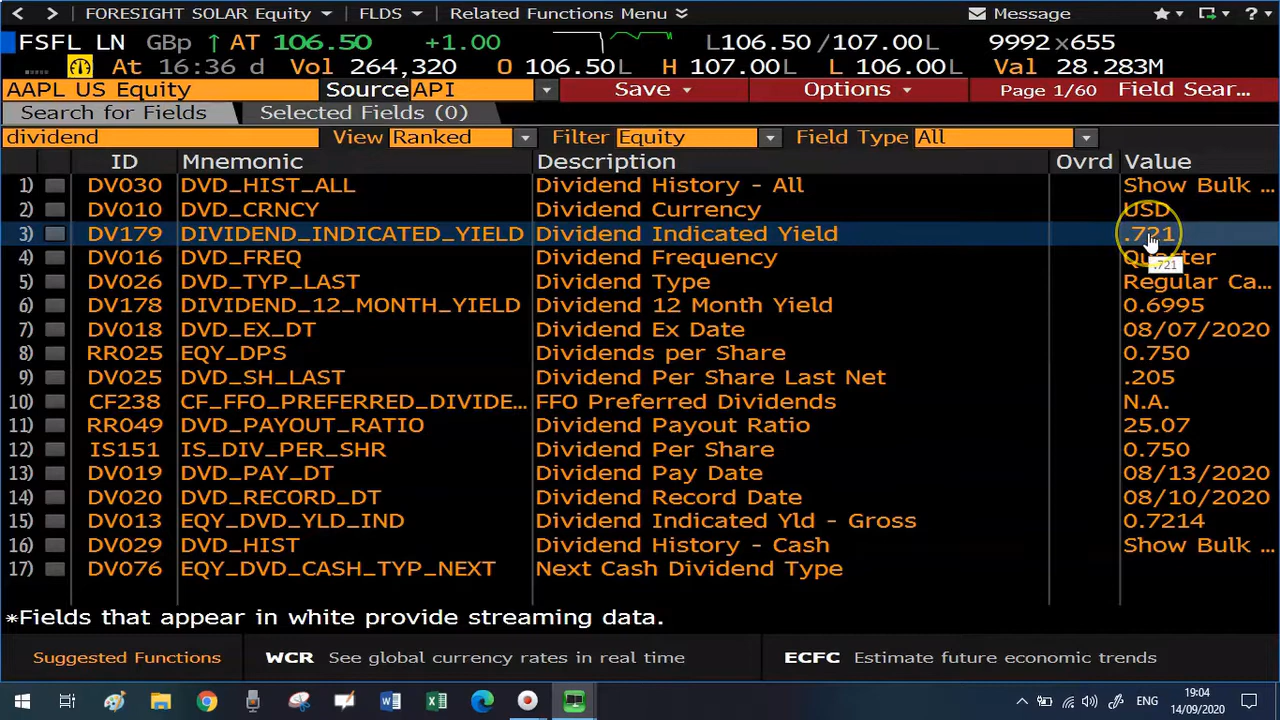 FORESIGHT SOLAR Equity FLDS Related Functions Menu Message ?
FSFL LN GBp ↑ AT 106.50 +1.00 L106.50 /107.00L 9992×655
At 16:36 d Vol 264,320 O 106.50L H 107.00L L 106.00L Val 28.283M
AAPL US Equity Source API Save Options Page 1/60 Field Sear...
Search for Fields Selected Fields (0)
dividend View Ranked Filter Equity Field Type All
ID Mnemonic Description Ovrd Value
1) DV030 DVD_HIST_ALL Dividend History - All Show Bulk ...
2) DV010 DVD_CRNCY Dividend Currency USD
3) DV179 DIVIDEND_INDICATED_YIELD Dividend Indicated Yield .721
4) DV016 DVD_FREQ Dividend Frequency Quarter
.721
5) DV026 DVD_TYP_LAST Dividend Type Regular Ca...
6) DV178 DIVIDEND_12_MONTH_YIELD Dividend 12 Month Yield 0.6995
7) DV018 DVD_EX_DT Dividend Ex Date 08/07/2020
8) RR025 EQY_DPS Dividends per Share 0.750
9) DV025 DVD_SH_LAST Dividend Per Share Last Net .205
10) CF238 CF_FFO_PREFERRED_DIVIDE... FFO Preferred Dividends N.A.
11) RR049 DVD_PAYOUT_RATIO Dividend Payout Ratio 25.07
12) IS151 IS_DIV_PER_SHR Dividend Per Share 0.750
13) DV019 DVD_PAY_DT Dividend Pay Date 08/13/2020
14) DV020 DVD_RECORD_DT Dividend Record Date 08/10/2020
15) DV013 EQY_DVD_YLD_IND Dividend Indicated Yld - Gross 0.7214
16) DV029 DVD_HIST Dividend History - Cash Show Bulk ...
17) DV076 EQY_DVD_CASH_TYP_NEXT Next Cash Dividend Type
*Fields that appear in white provide streaming data.
Suggested Functions WCR See global currency rates in real time ECFC Estimate future economic trends
ENG 19:04
14/09/2020